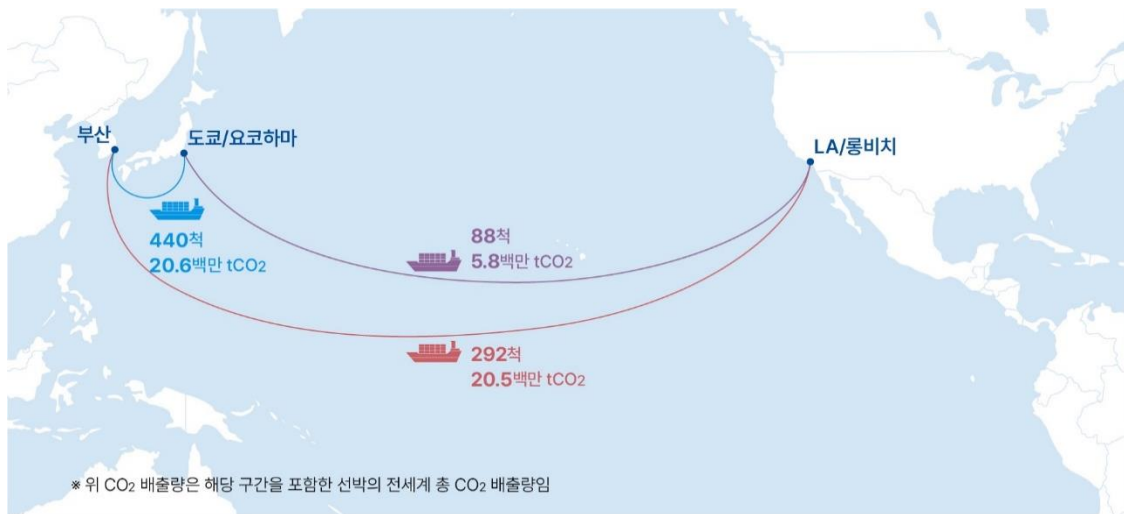 부산
도쿄/요코하마
LA/롱비치
440척
20.6백만 tCO2
88척
5.8백만 tCO2
292척
20.5백만 tCO2
※ 위 CO2 배출량은 해당 구간을 포함한 선박의 전세계 총 CO2 배출량임